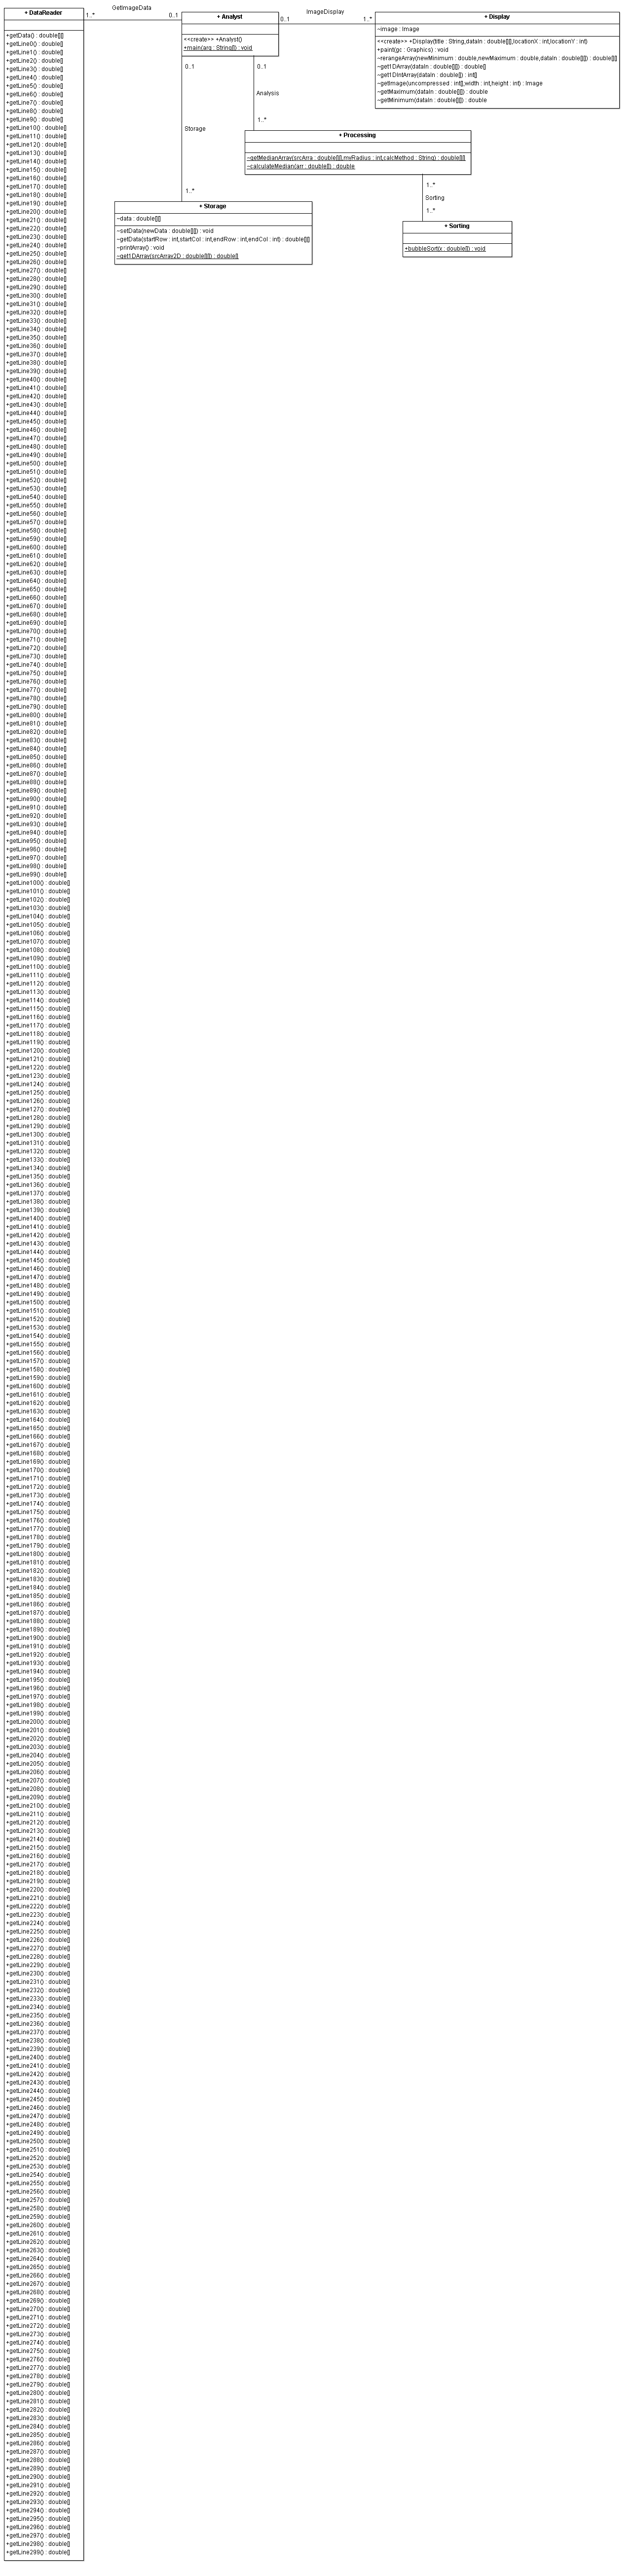 + DataReader
+getData() : double[][]
+getLine0() : double[]
+getLine1() : double[]
+getLine2() : double[]
+getLine3() : double[]
+getLine4() : double[]
+getLine5() : double[]
+getLine6() : double[]
+getLine7() : double[]
+getLine8() : double[]
+getLine9() : double[]
+getLine10() : double[]
+getLine11() : double[]
+getLine12() : double[]
+getLine13() : double[]
+getLine14() : double[]
+getLine15() : double[]
+getLine16() : double[]
+getLine17() : double[]
+getLine18() : double[]
+getLine19() : double[]
+getLine20() : double[]
+getLine21() : double[]
+getLine22() : double[]
+getLine23() : double[]
+getLine24() : double[]
+getLine25() : double[]
+getLine26() : double[]
+getLine27() : double[]
+getLine28() : double[]
+getLine29() : double[]
+getLine30() : double[]
+getLine31() : double[]
+getLine32() : double[]
+getLine33() : double[]
+getLine34() : double[]
+getLine35() : double[]
+getLine36() : double[]
+getLine37() : double[]
+getLine38() : double[]
+getLine39() : double[]
+getLine40() : double[]
+getLine41() : double[]
+getLine42() : double[]
+getLine43() : double[]
+getLine44() : double[]
+getLine45() : double[]
+getLine46() : double[]
+getLine47() : double[]
+getLine48() : double[]
+getLine49() : double[]
+getLine50() : double[]
+getLine51() : double[]
+getLine52() : double[]
+getLine53() : double[]
+getLine54() : double[]
+getLine55() : double[]
+getLine56() : double[]
+getLine57() : double[]
+getLine58() : double[]
+getLine59() : double[]
+getLine60() : double[]
+getLine61() : double[]
+getLine62() : double[]
+getLine63() : double[]
+getLine64() : double[]
+getLine65() : double[]
+getLine66() : double[]
+getLine67() : double[]
+getLine68() : double[]
+getLine69() : double[]
+getLine70() : double[]
+getLine71() : double[]
+getLine72() : double[]
+getLine73() : double[]
+getLine74() : double[]
+getLine75() : double[]
+getLine76() : double[]
+getLine77() : double[]
+getLine78() : double[]
+getLine79() : double[]
+getLine80() : double[]
+getLine81() : double[]
+getLine82() : double[]
+getLine83() : double[]
+getLine84() : double[]
+getLine85() : double[]
+getLine86() : double[]
+getLine87() : double[]
+getLine88() : double[]
+getLine89() : double[]
+getLine90() : double[]
+getLine91() : double[]
+getLine92() : double[]
+getLine93() : double[]
+getLine94() : double[]
+getLine95() : double[]
+getLine96() : double[]
+getLine97() : double[]
+getLine98() : double[]
+getLine99() : double[]
+getLine100() : double[]
+getLine101() : double[]
+getLine102() : double[]
+getLine103() : double[]
+getLine104() : double[]
+getLine105() : double[]
+getLine106() : double[]
+getLine107() : double[]
+getLine108() : double[]
+getLine109() : double[]
+getLine110() : double[]
+getLine111() : double[]
+getLine112() : double[]
+getLine113() : double[]
+getLine114() : double[]
+getLine115() : double[]
+getLine116() : double[]
+getLine117() : double[]
+getLine118() : double[]
+getLine119() : double[]
+getLine120() : double[]
+getLine121() : double[]
+getLine122() : double[]
+getLine123() : double[]
+getLine124() : double[]
+getLine125() : double[]
+getLine126() : double[]
+getLine127() : double[]
+getLine128() : double[]
+getLine129() : double[]
+getLine130() : double[]
+getLine131() : double[]
+getLine132() : double[]
+getLine133() : double[]
+getLine134() : double[]
+getLine135() : double[]
+getLine136() : double[]
+getLine137() : double[]
+getLine138() : double[]
+getLine139() : double[]
+getLine140() : double[]
+getLine141() : double[]
+getLine142() : double[]
+getLine143() : double[]
+getLine144() : double[]
+getLine145() : double[]
+getLine146() : double[]
+getLine147() : double[]
+getLine148() : double[]
+getLine149() : double[]
+getLine150() : double[]
+getLine151() : double[]
+getLine152() : double[]
+getLine153() : double[]
+getLine154() : double[]
+getLine155() : double[]
+getLine156() : double[]
+getLine157() : double[]
+getLine158() : double[]
+getLine159() : double[]
+getLine160() : double[]
+getLine161() : double[]
+getLine162() : double[]
+getLine163() : double[]
+getLine164() : double[]
+getLine165() : double[]
+getLine166() : double[]
+getLine167() : double[]
+getLine168() : double[]
+getLine169() : double[]
+getLine170() : double[]
+getLine171() : double[]
+getLine172() : double[]
+getLine173() : double[]
+getLine174() : double[]
+getLine175() : double[]
+getLine176() : double[]
+getLine177() : double[]
+getLine178() : double[]
+getLine179() : double[]
+getLine180() : double[]
+getLine181() : double[]
+getLine182() : double[]
+getLine183() : double[]
+getLine184() : double[]
+getLine185() : double[]
+getLine186() : double[]
+getLine187() : double[]
+getLine188() : double[]
+getLine189() : double[]
+getLine190() : double[]
+getLine191() : double[]
+getLine192() : double[]
+getLine193() : double[]
+getLine194() : double[]
+getLine195() : double[]
+getLine196() : double[]
+getLine197() : double[]
+getLine198() : double[]
+getLine199() : double[]
+getLine200() : double[]
+getLine201() : double[]
+getLine202() : double[]
+getLine203() : double[]
+getLine204() : double[]
+getLine205() : double[]
+getLine206() : double[]
+getLine207() : double[]
+getLine208() : double[]
+getLine209() : double[]
+getLine210() : double[]
+getLine211() : double[]
+getLine212() : double[]
+getLine213() : double[]
+getLine214() : double[]
+getLine215() : double[]
+getLine216() : double[]
+getLine217() : double[]
+getLine218() : double[]
+getLine219() : double[]
+getLine220() : double[]
+getLine221() : double[]
+getLine222() : double[]
+getLine223() : double[]
+getLine224() : double[]
+getLine225() : double[]
+getLine226() : double[]
+getLine227() : double[]
+getLine228() : double[]
+getLine229() : double[]
+getLine230() : double[]
+getLine231() : double[]
+getLine232() : double[]
+getLine233() : double[]
+getLine234() : double[]
+getLine235() : double[]
+getLine236() : double[]
+getLine237() : double[]
+getLine238() : double[]
+getLine239() : double[]
+getLine240() : double[]
+getLine241() : double[]
+getLine242() : double[]
+getLine243() : double[]
+getLine244() : double[]
+getLine245() : double[]
+getLine246() : double[]
+getLine247() : double[]
+getLine248() : double[]
+getLine249() : double[]
+getLine250() : double[]
+getLine251() : double[]
+getLine252() : double[]
+getLine253() : double[]
+getLine254() : double[]
+getLine255() : double[]
+getLine256() : double[]
+getLine257() : double[]
+getLine258() : double[]
+getLine259() : double[]
+getLine260() : double[]
+getLine261() : double[]
+getLine262() : double[]
+getLine263() : double[]
+getLine264() : double[]
+getLine265() : double[]
+getLine266() : double[]
+getLine267() : double[]
+getLine268() : double[]
+getLine269() : double[]
+getLine270() : double[]
+getLine271() : double[]
+getLine272() : double[]
+getLine273() : double[]
+getLine274() : double[]
+getLine275() : double[]
+getLine276() : double[]
+getLine277() : double[]
+getLine278() : double[]
+getLine279() : double[]
+getLine280() : double[]
+getLine281() : double[]
+getLine282() : double[]
+getLine283() : double[]
+getLine284() : double[]
+getLine285() : double[]
+getLine286() : double[]
+getLine287() : double[]
+getLine288() : double[]
+getLine289() : double[]
+getLine290() : double[]
+getLine291() : double[]
+getLine292() : double[]
+getLine293() : double[]
+getLine294() : double[]
+getLine295() : double[]
+getLine296() : double[]
+getLine297() : double[]
+getLine298() : double[]
+getLine299() : double[]
GetImageData
1..* 0..1
+ Analyst
<<create>> +Analyst()
+main(arg : String[]) : void
ImageDisplay
0..1 1..*
+ Display
~image : Image
<<create>> +Display(title : String,dataIn : double[][],locationX : int,locationY : int)
+paint(gc : Graphics) : void
~rerangeArray(newMinimum : double,newMaximum : double,dataIn : double[][]) : double[][]
~get1DArray(dataIn : double[][]) : double[]
~get1DIntArray(dataIn : double[]) : int[]
~getImage(uncompressed : int[],width : int,height : int) : Image
~getMaximum(dataIn : double[][]) : double
~getMinimum(dataIn : double[][]) : double
0..1
Storage
1..*
0..1
Analysis
1..*
+ Processing
~getMedianArray(srcArra : double[][],mvRadius : int,calcMethod : String) : double[][]
~calculateMedian(arr : double[]) : double
+ Storage
~data : double[][]
~setData(newData : double[][]) : void
~getData(startRow : int,startCol : int,endRow : int,endCol : int) : double[][]
~printArray() : void
~get1DArray(srcArray2D : double[][]) : double[]
1..*
Sorting
1..*
+ Sorting
+bubbleSort(x : double[]) : void